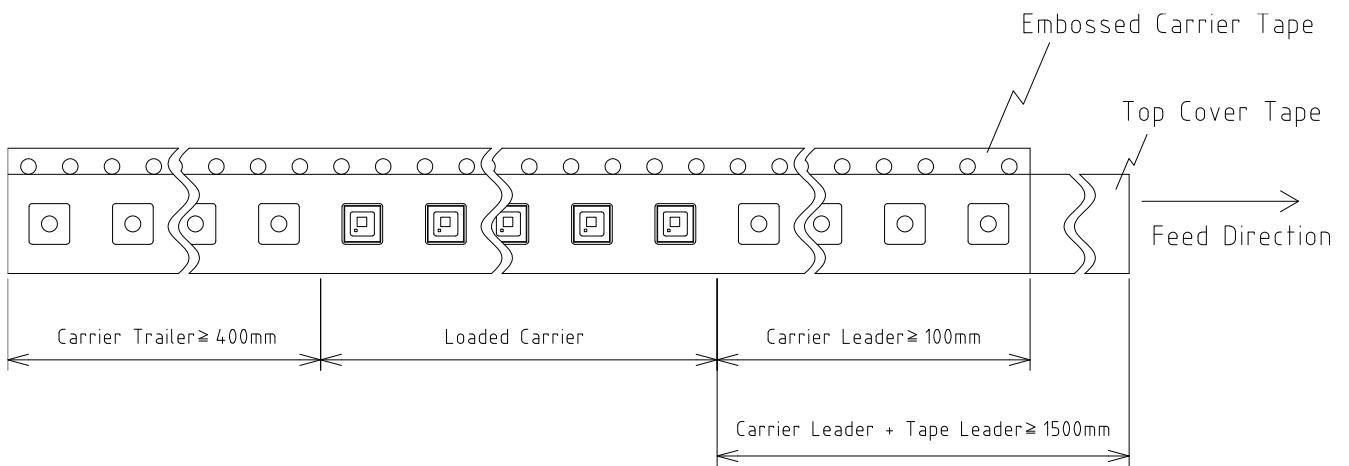 Embossed Carrier Tape
Top Cover Tape
Feed Direction
Carrier Trailer≧400mm
Loaded Carrier
Carrier Leader≧100mm
Carrier Leader + Tape Leader≧1500mm